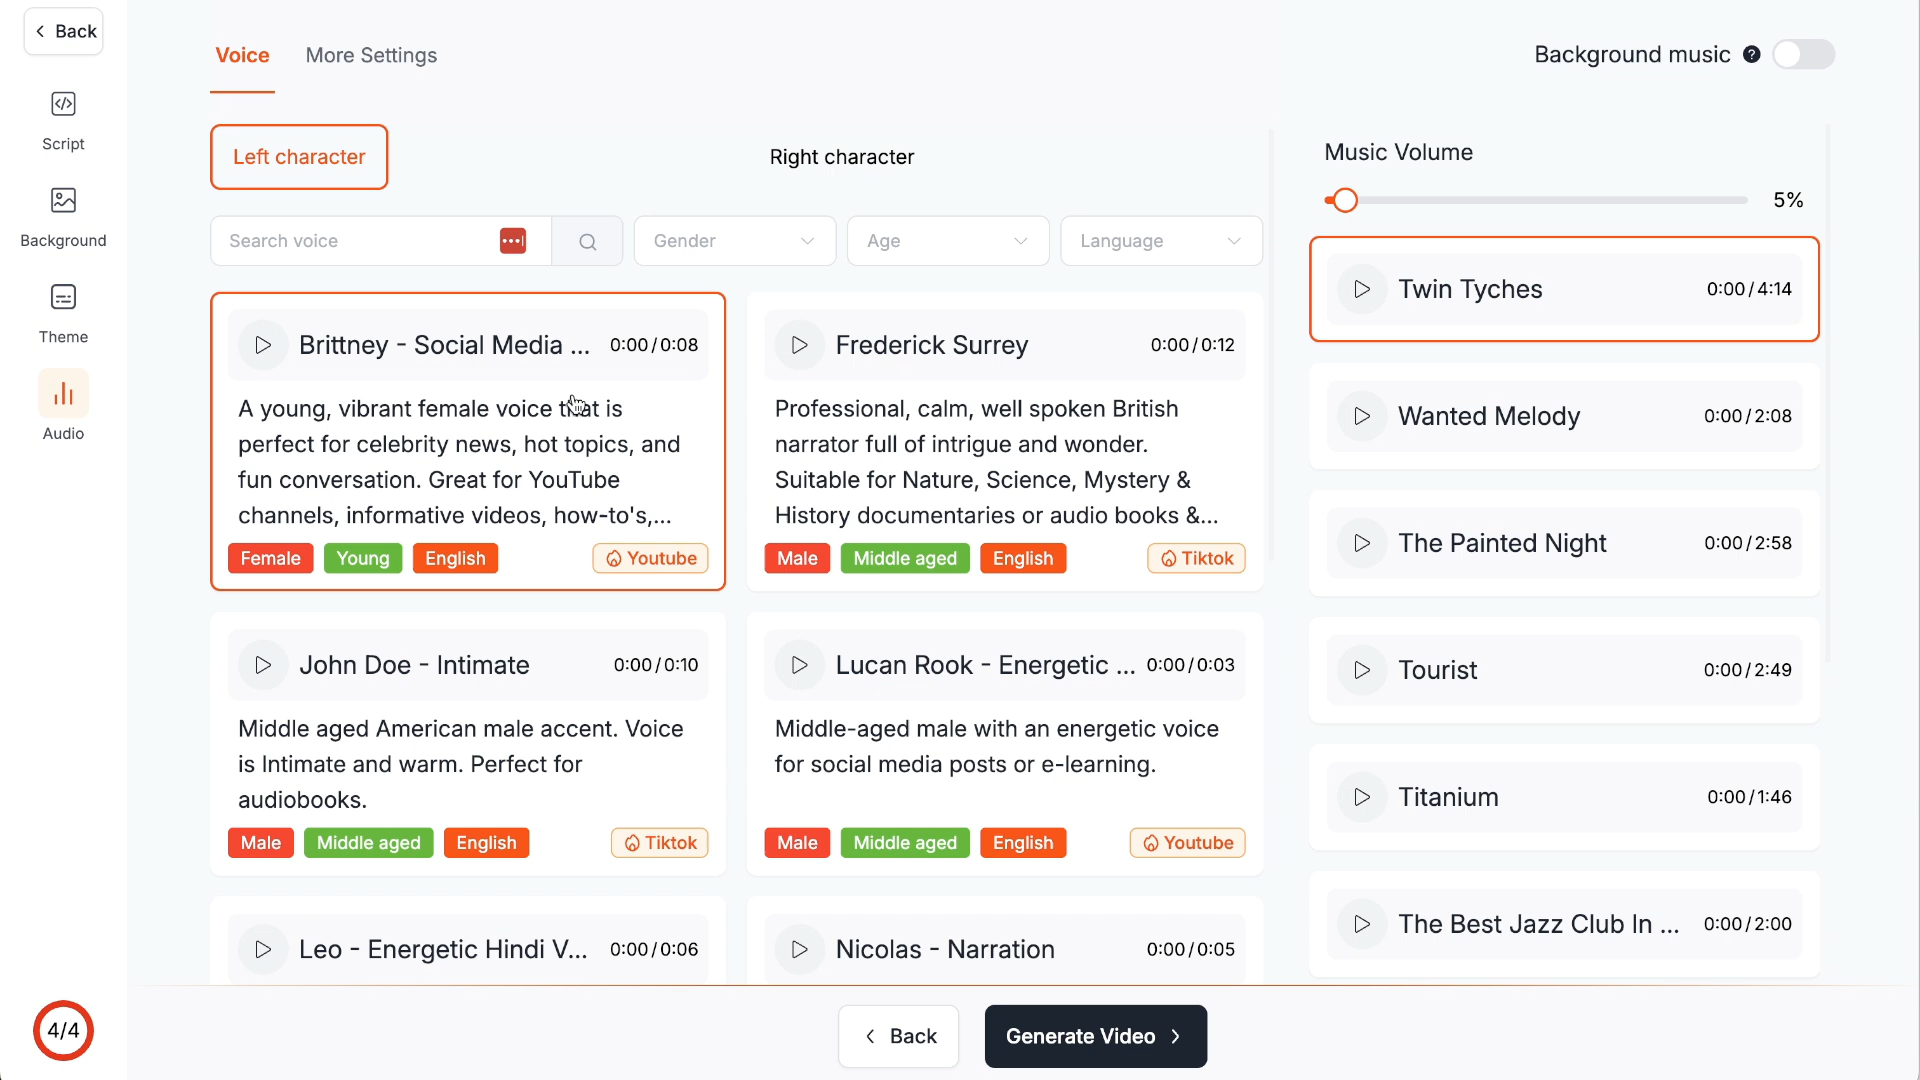 Back
Script
Background
Theme
Audio
4/4
Voice
More Settings
Background music ?
Left character
Right character
Search voice
Gender
Age
Language
Brittney - Social Media ... 0:00/0:08
A young, vibrant female voice that is
perfect for celebrity news, hot topics, and
fun conversation. Great for YouTube
channels, informative videos, how-to's,...
Female Young English Youtube
Frederick Surrey 0:00/0:12
Professional, calm, well spoken British
narrator full of intrigue and wonder.
Suitable for Nature, Science, Mystery &
History documentaries or audio books &...
Male Middle aged English Tiktok
John Doe - Intimate 0:00/0:10
Middle aged American male accent. Voice
is Intimate and warm. Perfect for
audiobooks.
Male Middle aged English Tiktok
Lucan Rook - Energetic ... 0:00/0:03
Middle-aged male with an energetic voice
for social media posts or e-learning.
Male Middle aged English Youtube
Leo - Energetic Hindi V... 0:00/0:06
Nicolas - Narration 0:00/0:05
Music Volume
5%
Twin Tyches 0:00/4:14
Wanted Melody 0:00/2:08
The Painted Night 0:00/2:58
Tourist 0:00/2:49
Titanium 0:00/1:46
The Best Jazz Club In ... 0:00/2:00
Back
Generate Video